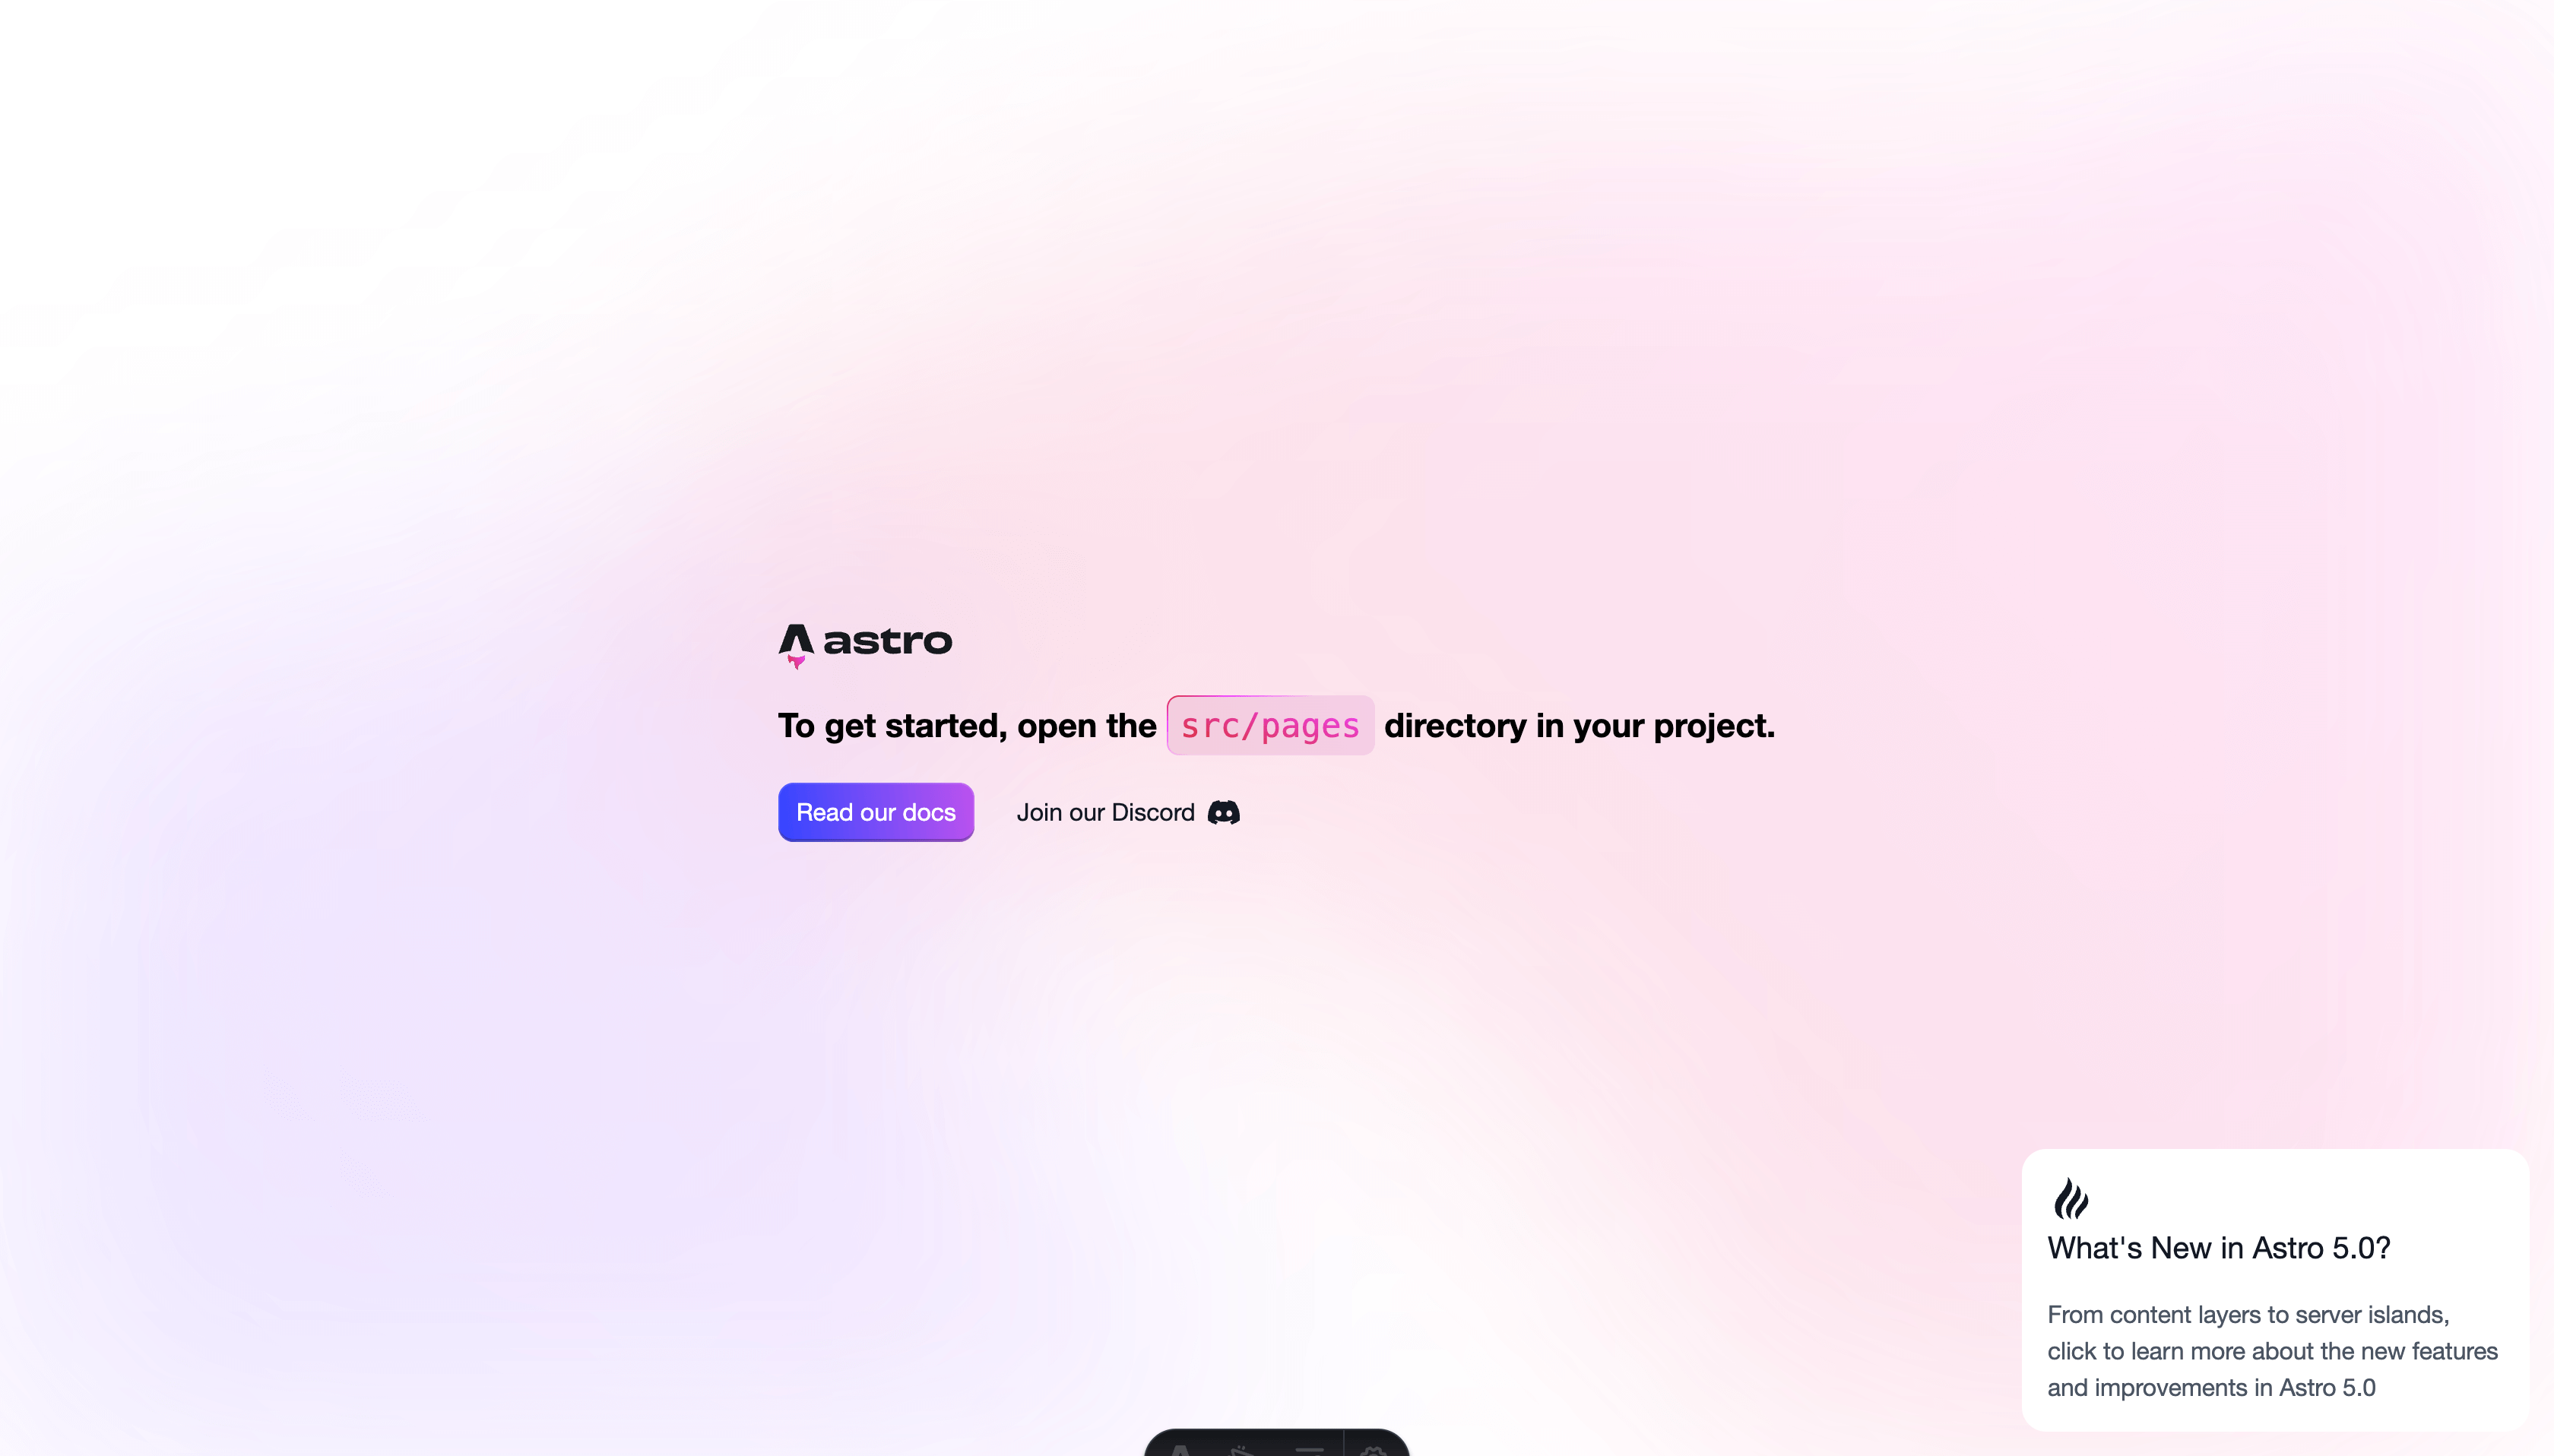 astro
To get started, open the src/pages directory in your project.
Read our docs
Join our Discord
What's New in Astro 5.0?
From content layers to server islands,
click to learn more about the new features
and improvements in Astro 5.0